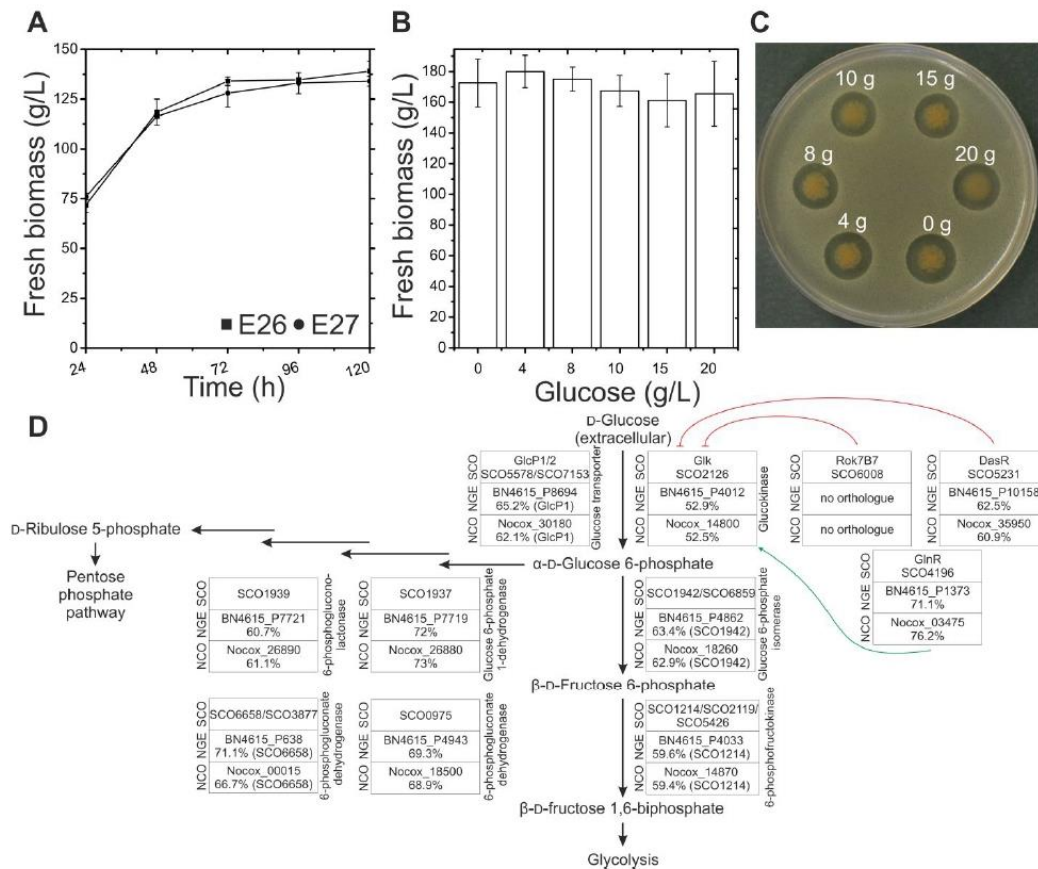 A
Fresh biomass (g/L)
150
125
100
75
50
25
0
24
48
72
96
120
Time (h)
E26 E27
B
Fresh biomass (g/L)
180
160
140
120
100
80
60
40
20
0
0
4
8
10
15
20
Glucose (g/L)
C
10 g
15 g
8 g
20 g
4 g
0 g
D
D-Glucose
(extracellular)
NCO NGE SCO
GlcP1/2
SCO5578/SCO7153
BN4615_P8694
65.2% (GlcP1)
Nocox_30180
62.1% (GlcP1)
Glucose transporter
NCO NGE SCO
Glk
SCO2126
BN4615_P4012
52.9%
Nocox_14800
52.5%
Glucokinase
NCO NGE SCO
Rok7B7
SCO6008
no orthologue
no orthologue
NCO NGE SCO
DasR
SCO5231
BN4615_P10158
62.5%
Nocox_35950
60.9%
NCO NGE SCO
GlnR
SCO4196
BN4615_P1373
71.1%
Nocox_03475
76.2%
D-Ribulose 5-phosphate
Pentose
phosphate
pathway
α-D-Glucose 6-phosphate
NCO NGE SCO
SCO1939
BN4615_P7721
60.7%
Nocox_26890
61.1%
6-phosphoglucono-
lactonase
NCO NGE SCO
SCO1937
BN4615_P7719
72%
Nocox_26880
73%
Glucose 6-phosphate
1-dehydrogenase
NCO NGE SCO
SCO1942/SCO6859
BN4615_P4862
63.4% (SCO1942)
Nocox_18260
62.9% (SCO1942)
Glucose 6-phosphate
isomerase
β-D-Fructose 6-phosphate
NCO NGE SCO
SCO6658/SCO3877
BN4615_P638
71.1% (SCO6658)
Nocox_00015
66.7% (SCO6658)
6-phosphogluconate
dehydrogenase
NCO NGE SCO
SCO0975
BN4615_P4943
69.3%
Nocox_18500
68.9%
6-phosphogluconate
dehydrogenase
NCO NGE SCO
SCO1214/SCO2119/
SCO5426
BN4615_P4033
59.6% (SCO1214)
Nocox_14870
59.4% (SCO1214)
6-phosphofructokinase
β-D-fructose 1,6-biphosphate
Glycolysis